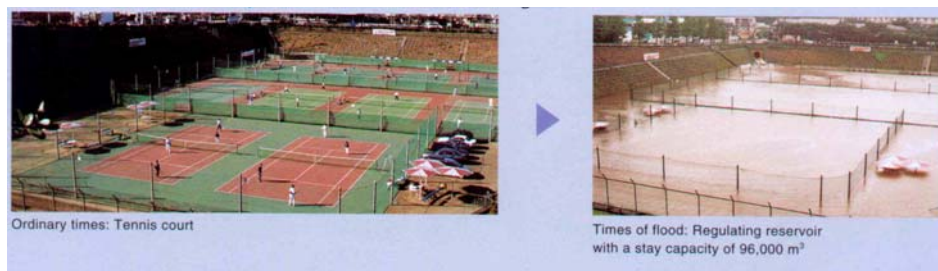 Ordinary times: Tennis court
Times of flood: Regulating reservoir
with a stay capacity of 96,000 m³